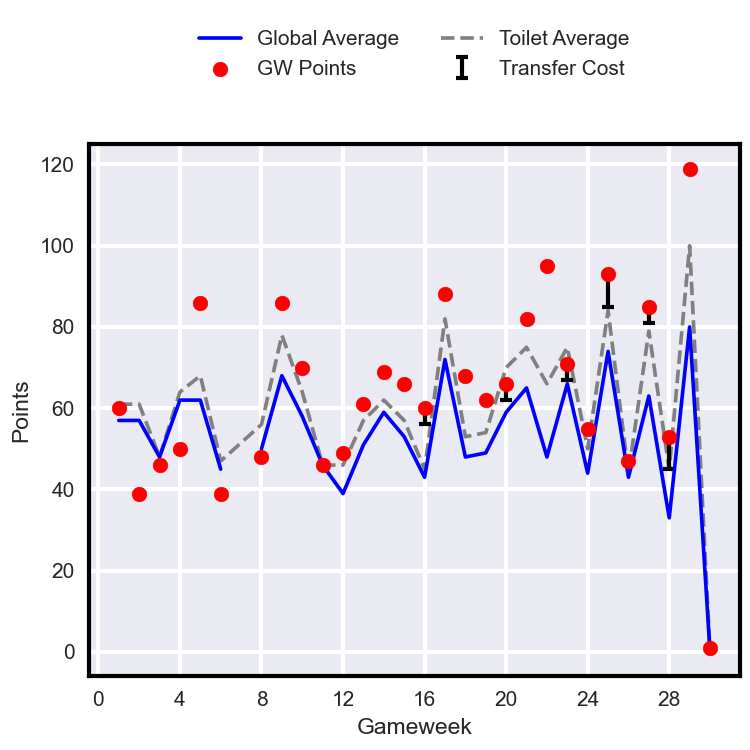 Global Average
GW Points
Toilet Average
Transfer Cost
120
100
80
60
40
20
0
Points
0 4 8 12 16 20 24 28
Gameweek